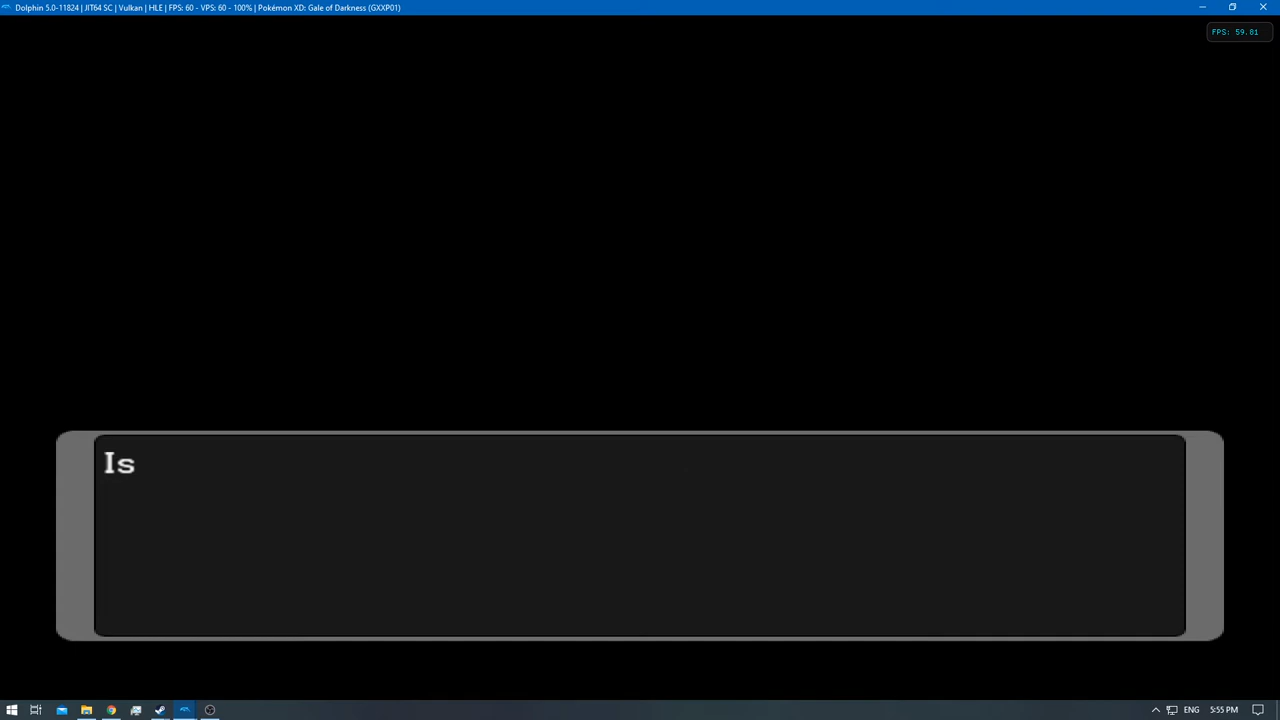 Dolphin 5.0-11824 | JIT64 SC | Vulkan | HLE | FPS: 60 - VPS: 60 - 100% | Pokémon XD: Gale of Darkness (GXXP01)
FPS: 59.81
Is
ENG
5:55 PM